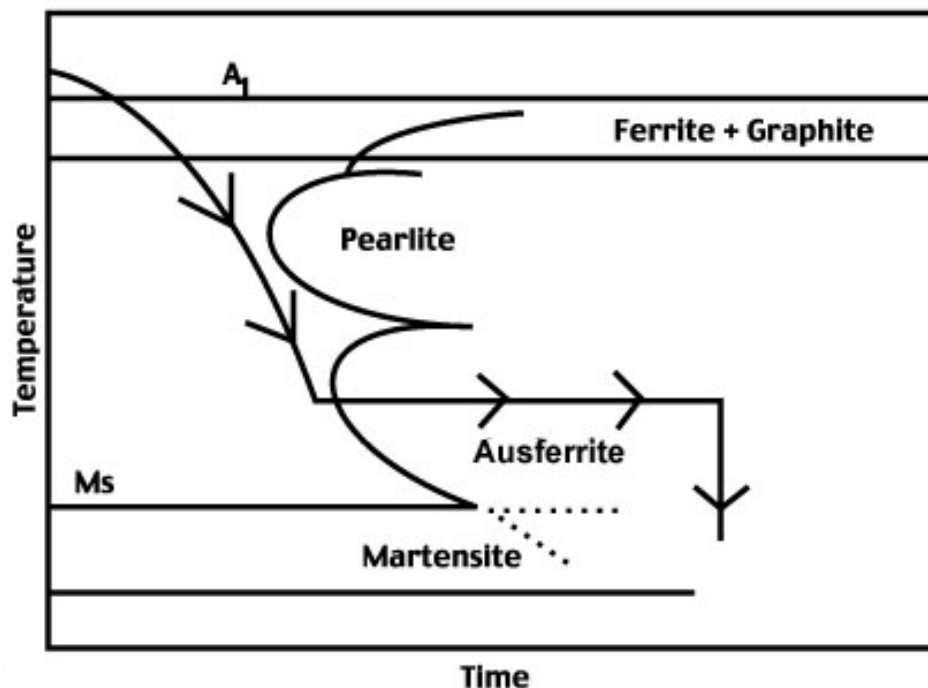 A1
Ferrite + Graphite
Pearlite
Temperature
Ausferrite
Ms
Martensite
Time